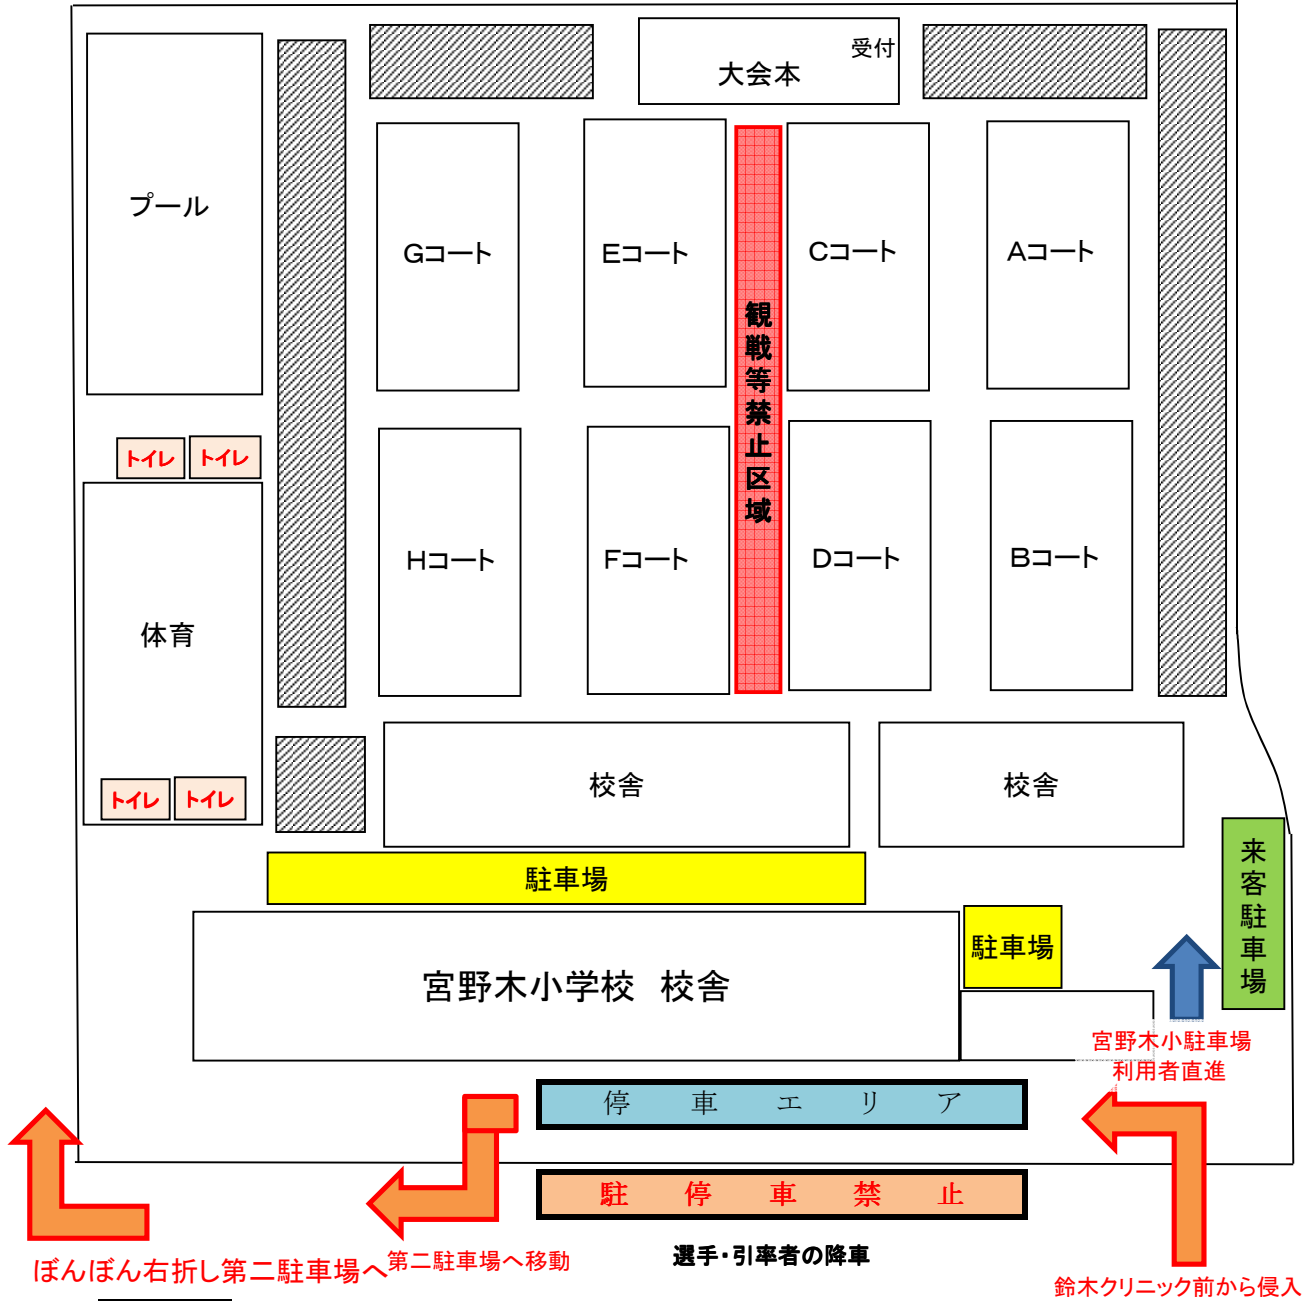 受付
大会本
プール
Gコート
Eコート
Cコート
Aコート
観戦等禁止区域
トイレ
トイレ
Hコート
Fコート
Dコート
Bコート
体育
トイレ
トイレ
校舎
校舎
駐車場
来客駐車場
駐車場
宮野木小学校 校舎
宮野木小駐車場
利用者直進
停車エリア
駐停車禁止
選手・引率者の降車
第二駐車場へ移動
ぼんぼん右折し第二駐車場へ
鈴木クリニック前から侵入